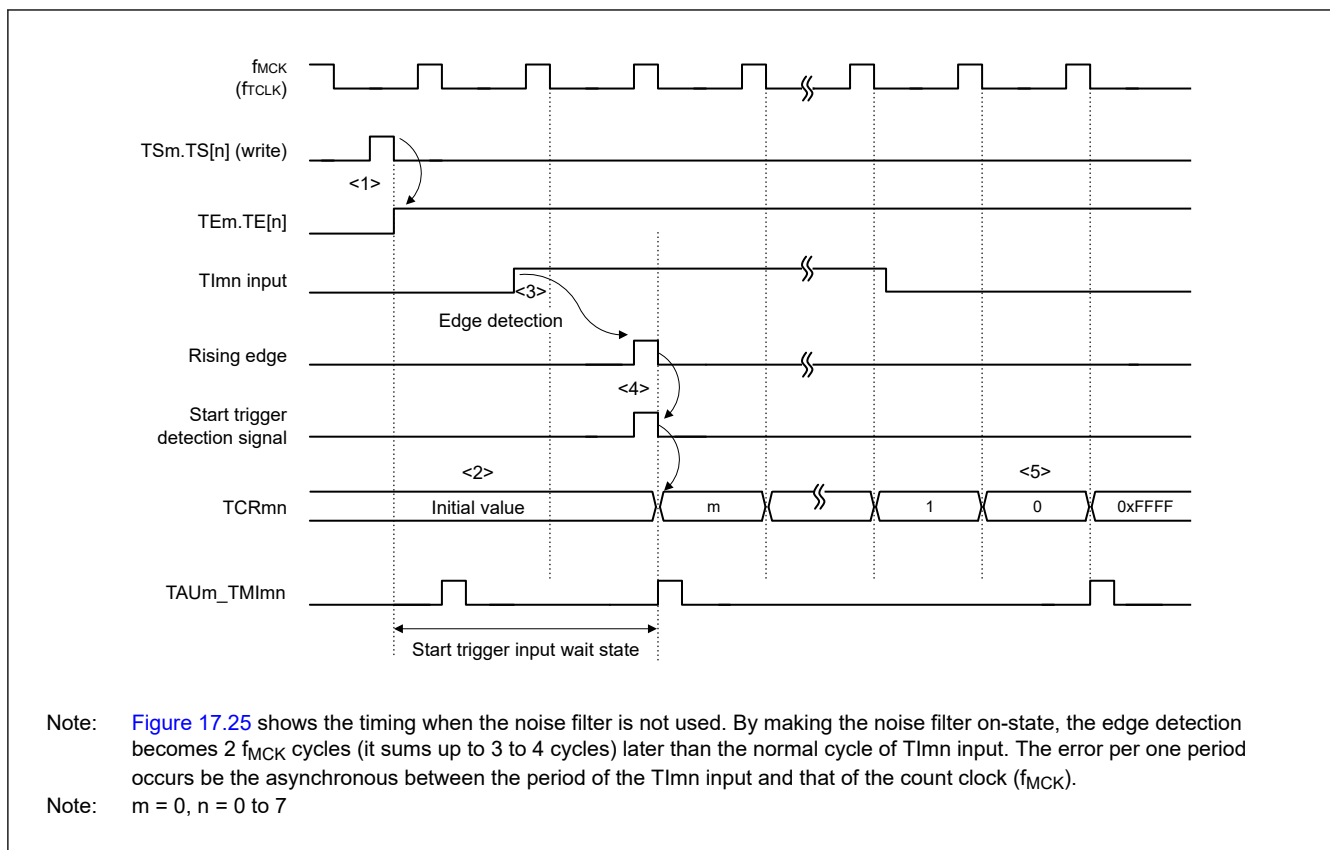 fMCK
(fTCLK)
TSm.TS[n] (write)
<1>
TEm.TE[n]
TImn input
<3>
Edge detection
Rising edge
<4>
Start trigger
detection signal
<2>
<5>
TCRmn
Initial value
m
1
0
0xFFFF
TAUm_TMImn
Start trigger input wait state
Note: Figure 17.25 shows the timing when the noise filter is not used. By making the noise filter on-state, the edge detection
becomes 2 fMCK cycles (it sums up to 3 to 4 cycles) later than the normal cycle of TImn input. The error per one period
occurs be the asynchronous between the period of the TImn input and that of the count clock (fMCK).
Note: m = 0, n = 0 to 7